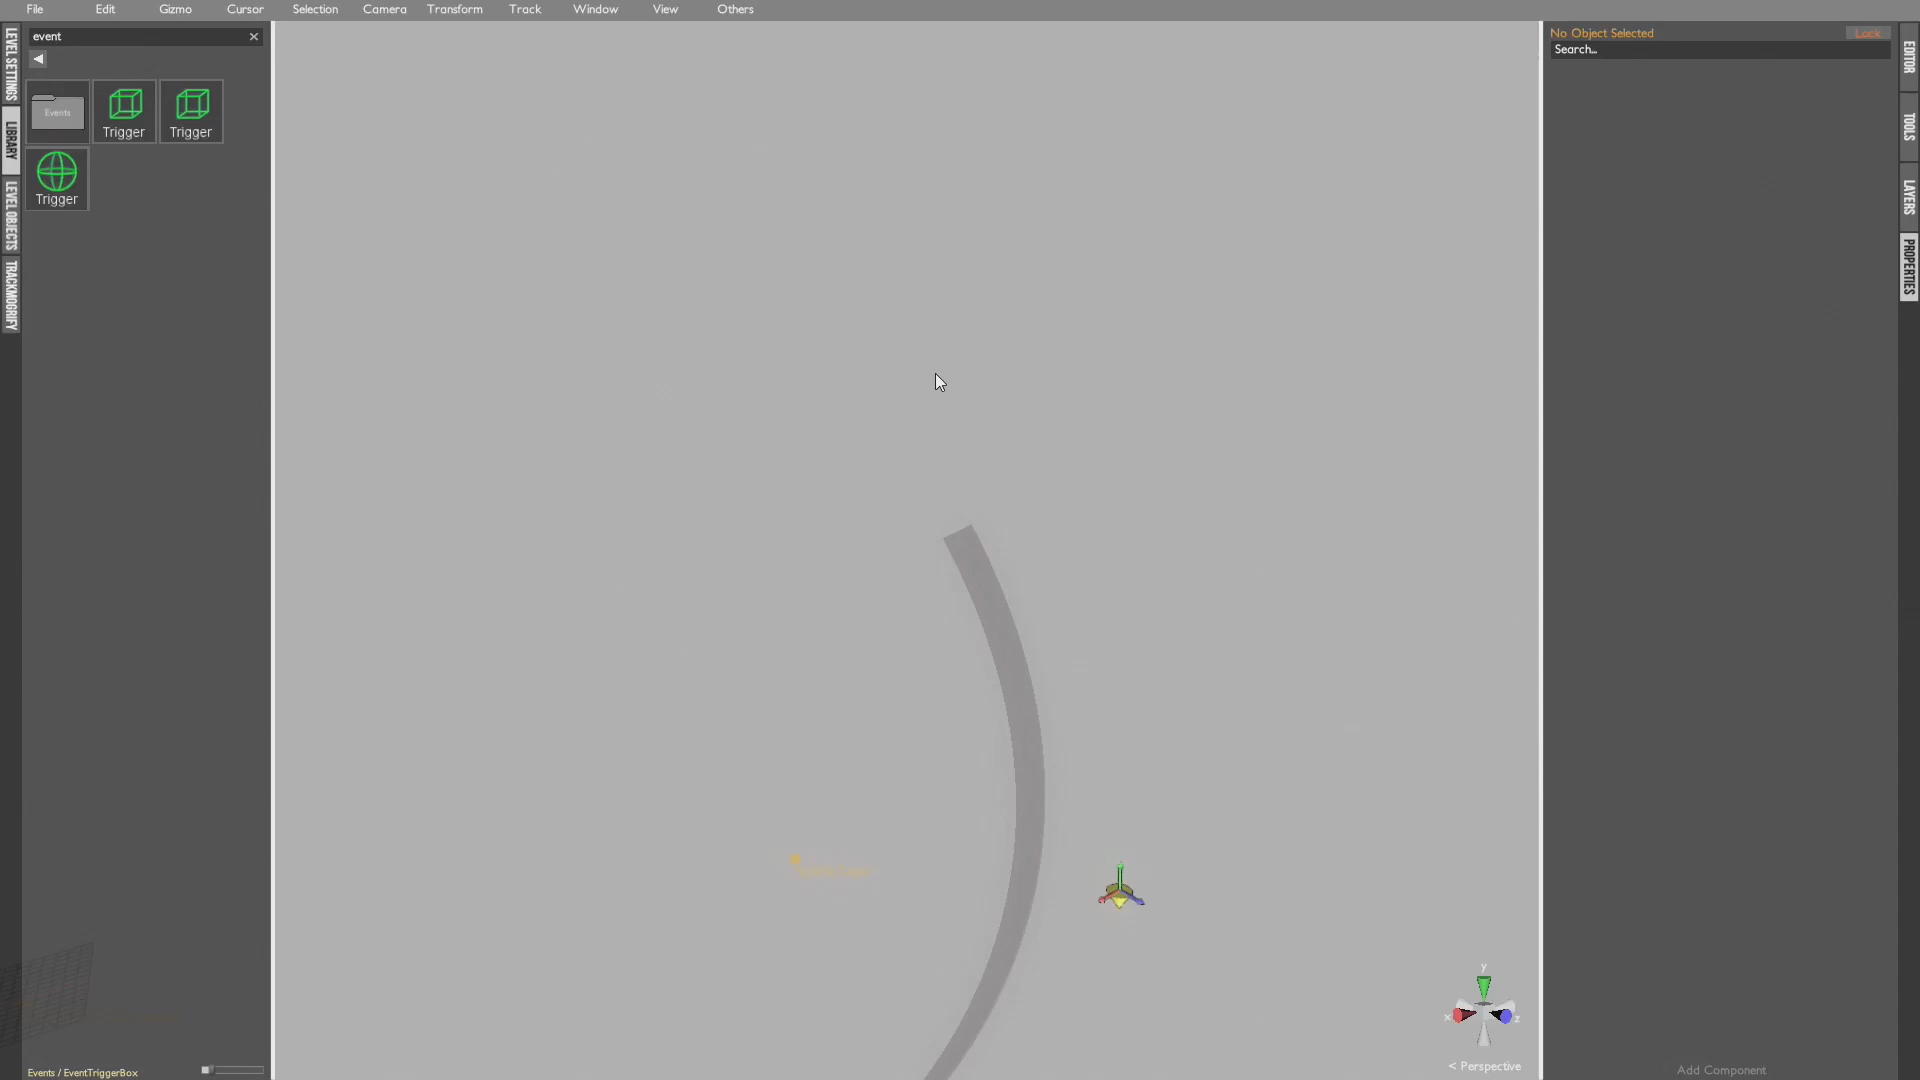 File Edit Gizmo Cursor Selection Camera Transform Track Window View Others
LEVEL SETTINGS
LIBRARY
LEVEL OBJECTS
TRACKMOGRIFY
event
Events
Trigger
Trigger
Trigger
Events / EventTriggerBox
y
x
z
< Perspective
No Object Selected
Lock
Search...
Add Component
EDITOR
TOOLS
LAYERS
PROPERTIES